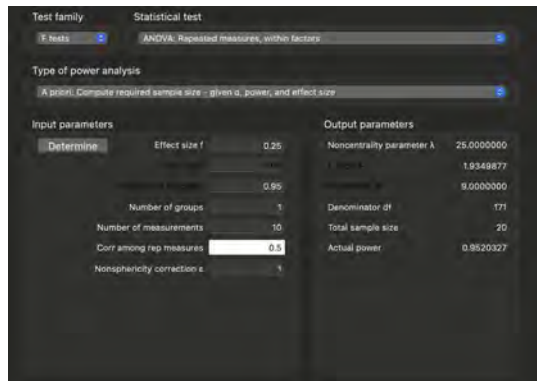 Test family Statistical test
F tests ANOVA: Repeated measures, within factors
Type of power analysis
A priori: Compute required sample size - given α, power, and effect size
Input parameters Output parameters
Determine Effect size f 0.25 Noncentrality parameter λ 25.0000000
1.9349877
0.95 9.0000000
Number of groups 1 Denominator df 171
Number of measurements 10 Total sample size 20
Corr among rep measures 0.5 Actual power 0.9520327
Nonsphericity correction ε 1